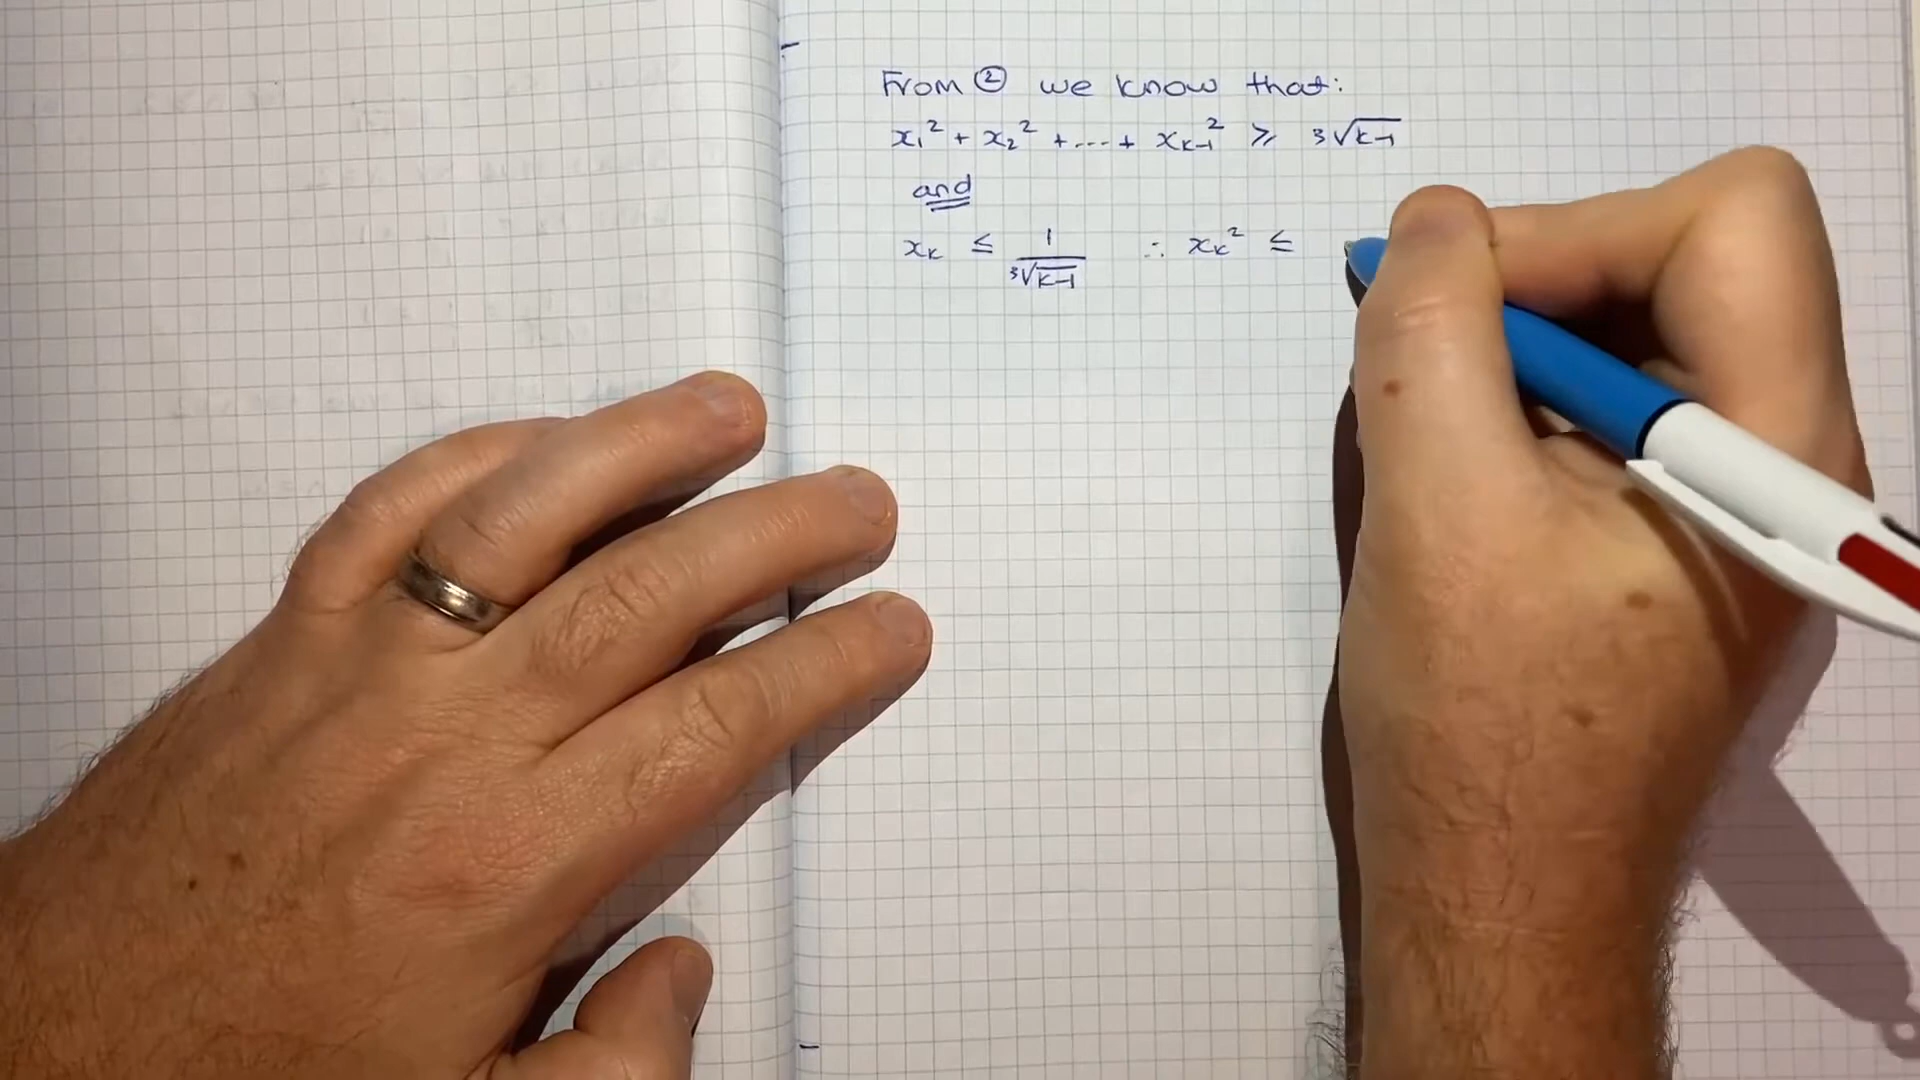 From ② we know that:
x₁² + x₂² + ---- + xₖ₋₁² ⩾ ³√k-1
and
xₖ ≤ 1/³√k-1 ∴ xₖ² ≤